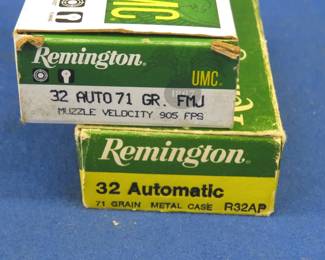 UMC
Remington
UMC.
32 AUTO 71 GR. FMJ
MUZZLE VELOCITY 905 FPS
Remington
32 Automatic
71 GRAIN METAL CASE R32AP